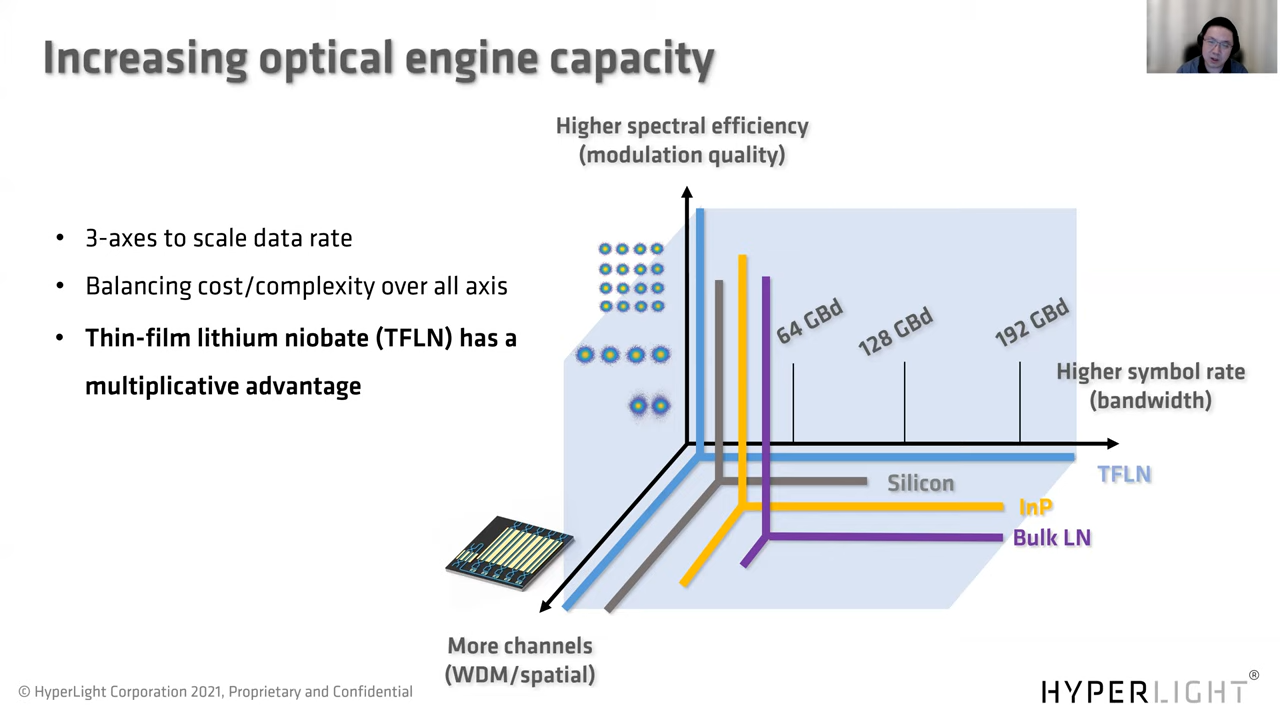 Increasing optical engine capacity
Higher spectral efficiency
(modulation quality)
• 3-axes to scale data rate
• Balancing cost/complexity over all axis
• Thin-film lithium niobate (TFLN) has a
multiplicative advantage
64 GBd
128 GBd
192 GBd
Higher symbol rate
(bandwidth)
TFLN
Silicon
InP
Bulk LN
More channels
(WDM/spatial)
© HyperLight Corporation 2021, Proprietary and Confidential
HYPERLIGHT®